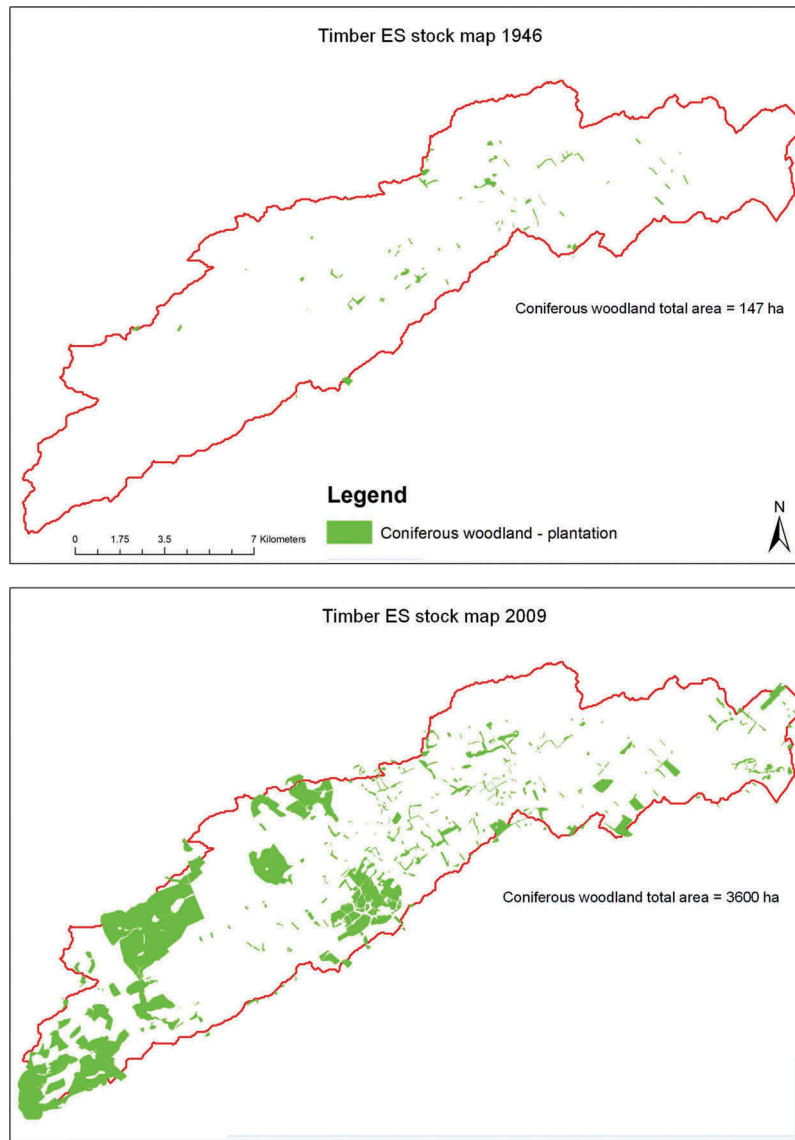 Timber ES stock map 1946
Coniferous woodland total area = 147 ha
Legend
Coniferous woodland - plantation
0 1.75 3.5 7 Kilometers
N
Timber ES stock map 2009
Coniferous woodland total area = 3600 ha